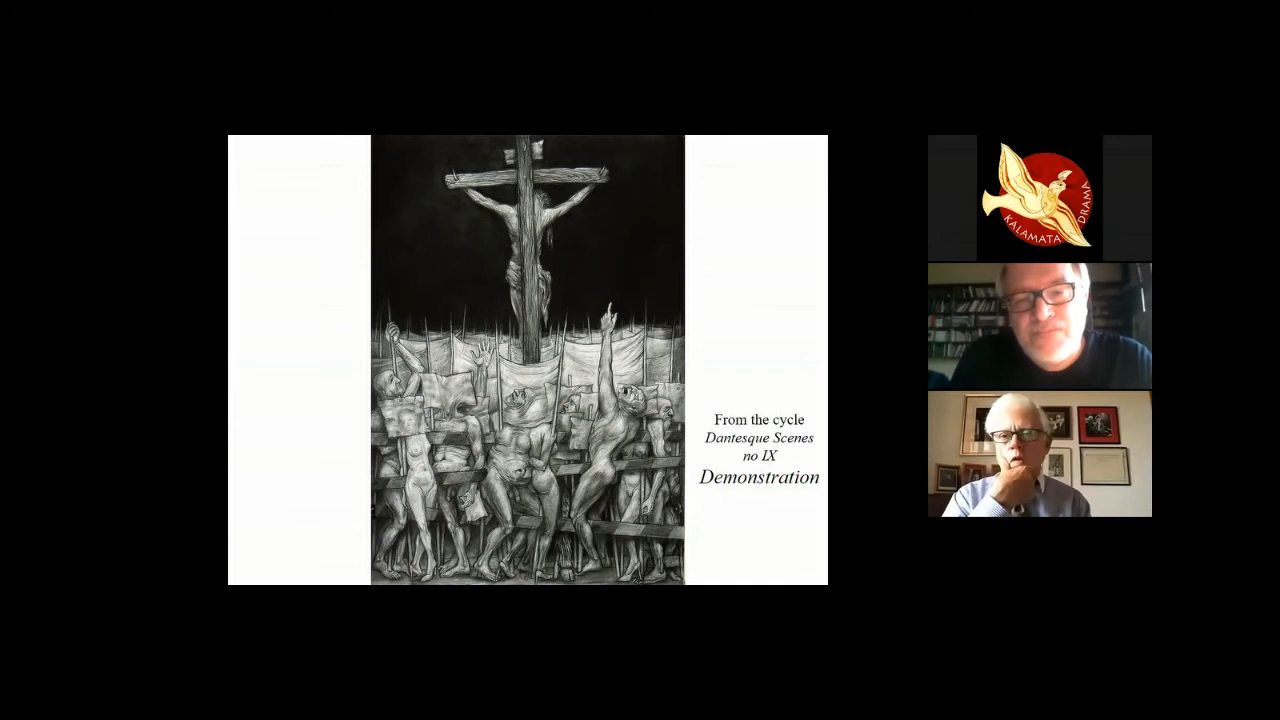 From the cycle
Dantesque Scenes
no IX
Demonstration
KALAMATA DRAMA